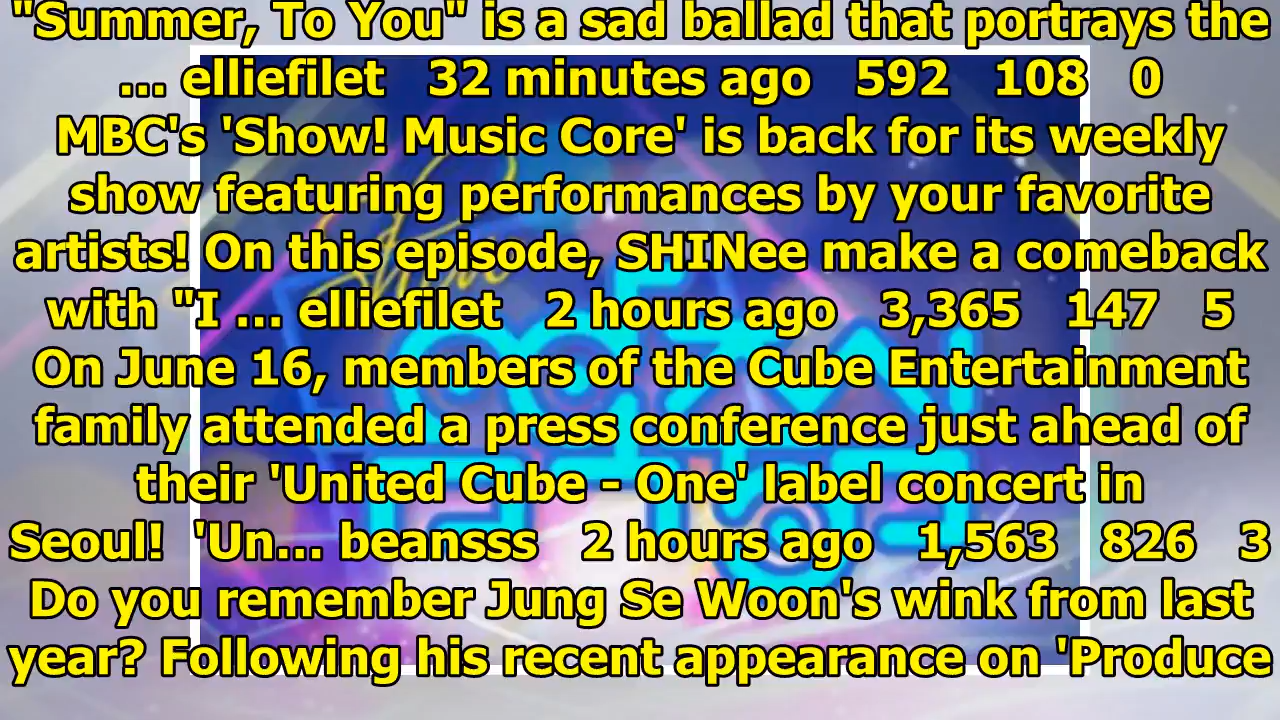 "Summer, To You" is a sad ballad that portrays the
... elliefilet 32 minutes ago 592 108 0
MBC's 'Show! Music Core' is back for its weekly
show featuring performances by your favorite
artists! On this episode, SHINee make a comeback
with "I ... elliefilet 2 hours ago 3,365 147 5
On June 16, members of the Cube Entertainment
family attended a press conference just ahead of
their 'United Cube - One' label concert in
Seoul! 'Un... beansss 2 hours ago 1,563 826 3
Do you remember Jung Se Woon's wink from last
year? Following his recent appearance on 'Produce